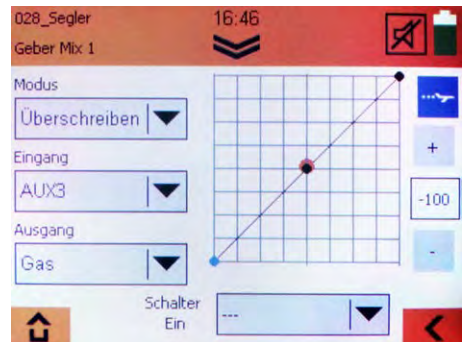 028_Segler
16:46
Geber Mix 1
Modus
Überschreiben
Eingang
AUX3
Ausgang
Gas
Schalter
Ein
---
+
-100
-